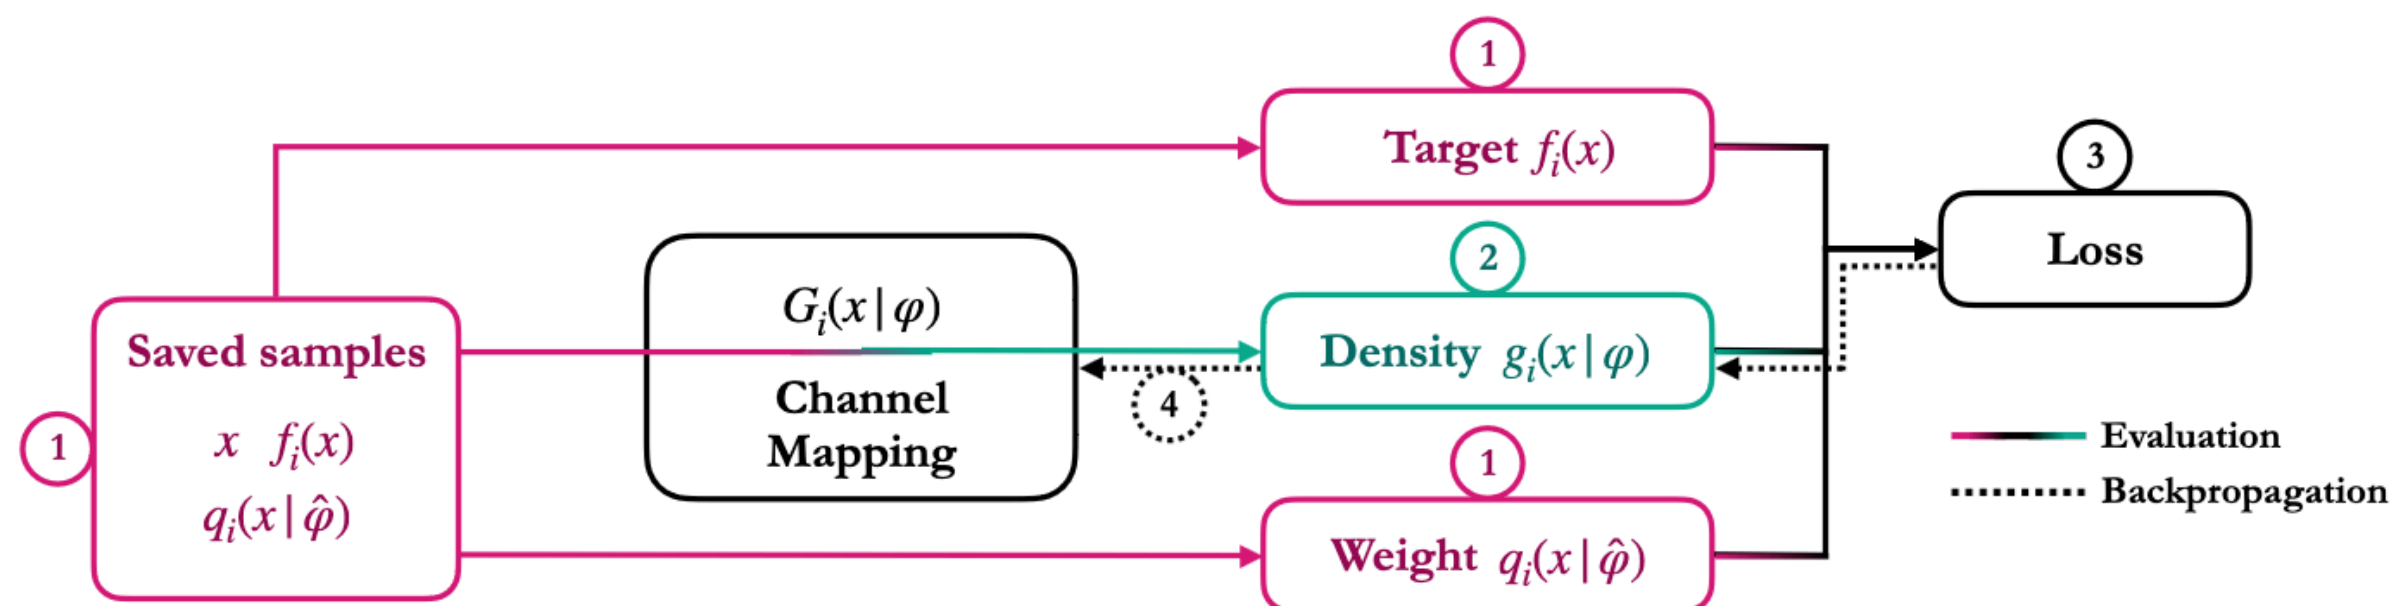 1
Target fᵢ(x)
3
Loss
2
Gᵢ(x|φ)
Density gᵢ(x|φ)
Channel
Mapping
4
1
Saved samples
x fᵢ(x)
qᵢ(x|φ̂)
1
Weight qᵢ(x|φ̂)
Evaluation
Backpropagation